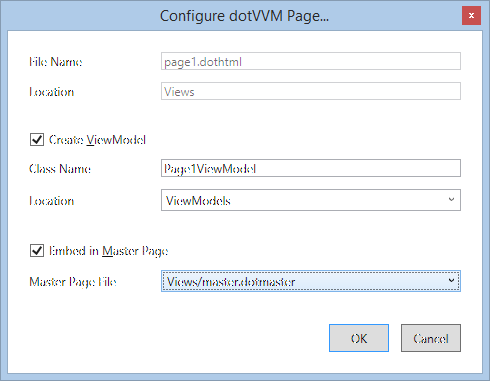 Configure dotVVM Page...
File Name page1.dothtml
Location Views
Create ViewModel
Class Name Page1ViewModel
Location ViewModels
Embed in Master Page
Master Page File Views/master.dotmaster
OK Cancel